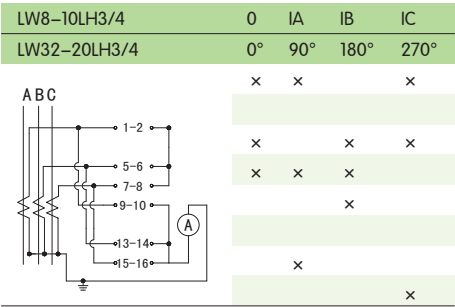 LW8-10LH3/4 0 IA IB IC
LW32-20LH3/4 0° 90° 180° 270°
× × ×
A B C
1-2
× × ×
5-6 × × ×
7-8
9-10 ×
A
13-14
15-16 ×
×